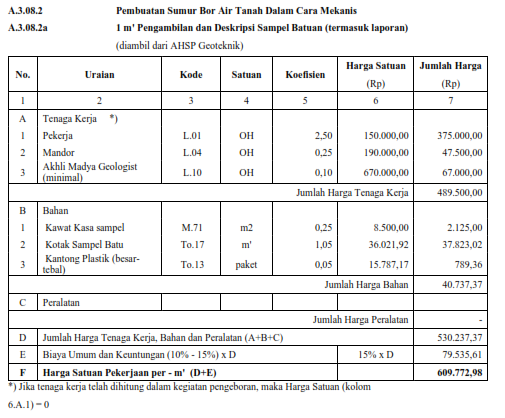 A.3.08.2 Pembuatan Sumur Bor Air Tanah Dalam Cara Mekanis
A.3.08.2a 1 m' Pengambilan dan Deskripsi Sampel Batuan (termasuk laporan)
(diambil dari AHSP Geoteknik)
No. Uraian Kode Satuan Koefisien Harga Satuan (Rp) Jumlah Harga (Rp)
1 2 3 4 5 6 7
A Tenaga Kerja *)
1 Pekerja L.01 OH 2,50 150.000,00 375.000,00
2 Mandor L.04 OH 0,25 190.000,00 47.500,00
3 Akhli Madya Geologist (minimal) L.10 OH 0,10 670.000,00 67.000,00
Jumlah Harga Tenaga Kerja 489.500,00
B Bahan
1 Kawat Kasa sampel M.71 m2 0,25 8.500,00 2.125,00
2 Kotak Sampel Batu To.17 m' 1,05 36.021,92 37.823,02
3 Kantong Plastik (besar-tebal) To.13 paket 0,05 15.787,17 789,36
Jumlah Harga Bahan 40.737,37
C Peralatan
Jumlah Harga Peralatan -
D Jumlah Harga Tenaga Kerja, Bahan dan Peralatan (A+B+C) 530.237,37
E Biaya Umum dan Keuntungan (10% - 15%) x D 15% x D 79.535,61
F Harga Satuan Pekerjaan per - m' (D+E) 609.772,98
*) Jika tenaga kerja telah dihitung dalam kegiatan pengeboran, maka Harga Satuan (kolom
6.A.1) = 0